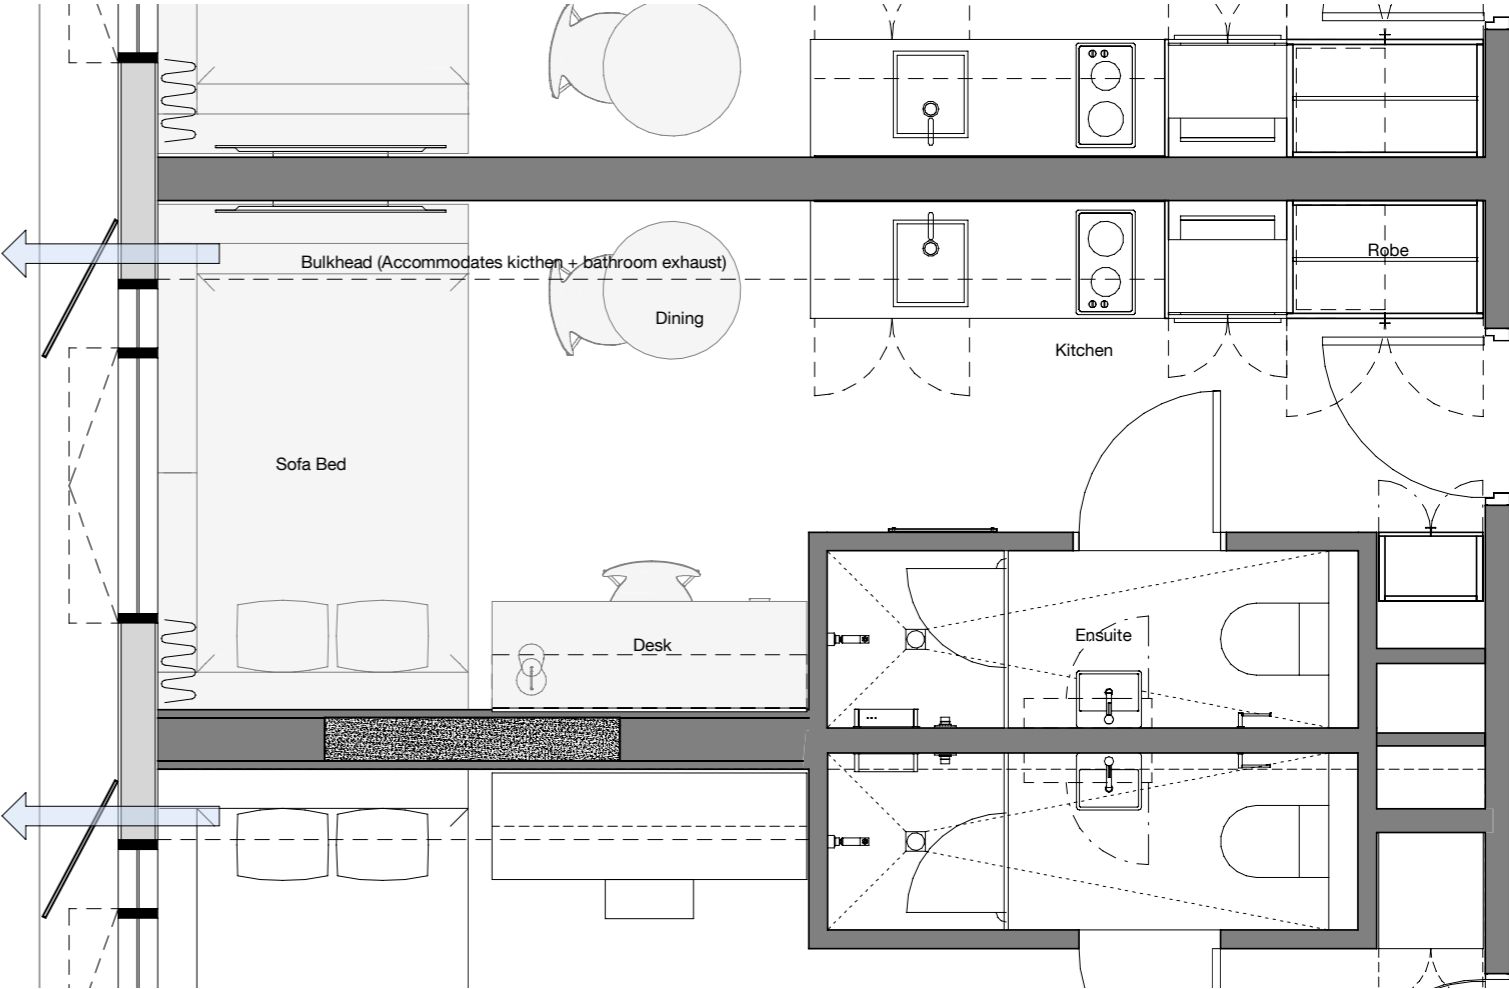 Bulkhead (Accommodates kicthen + bathroom exhaust)
Robe
Dining
Kitchen
Sofa Bed
Ensuite
Desk